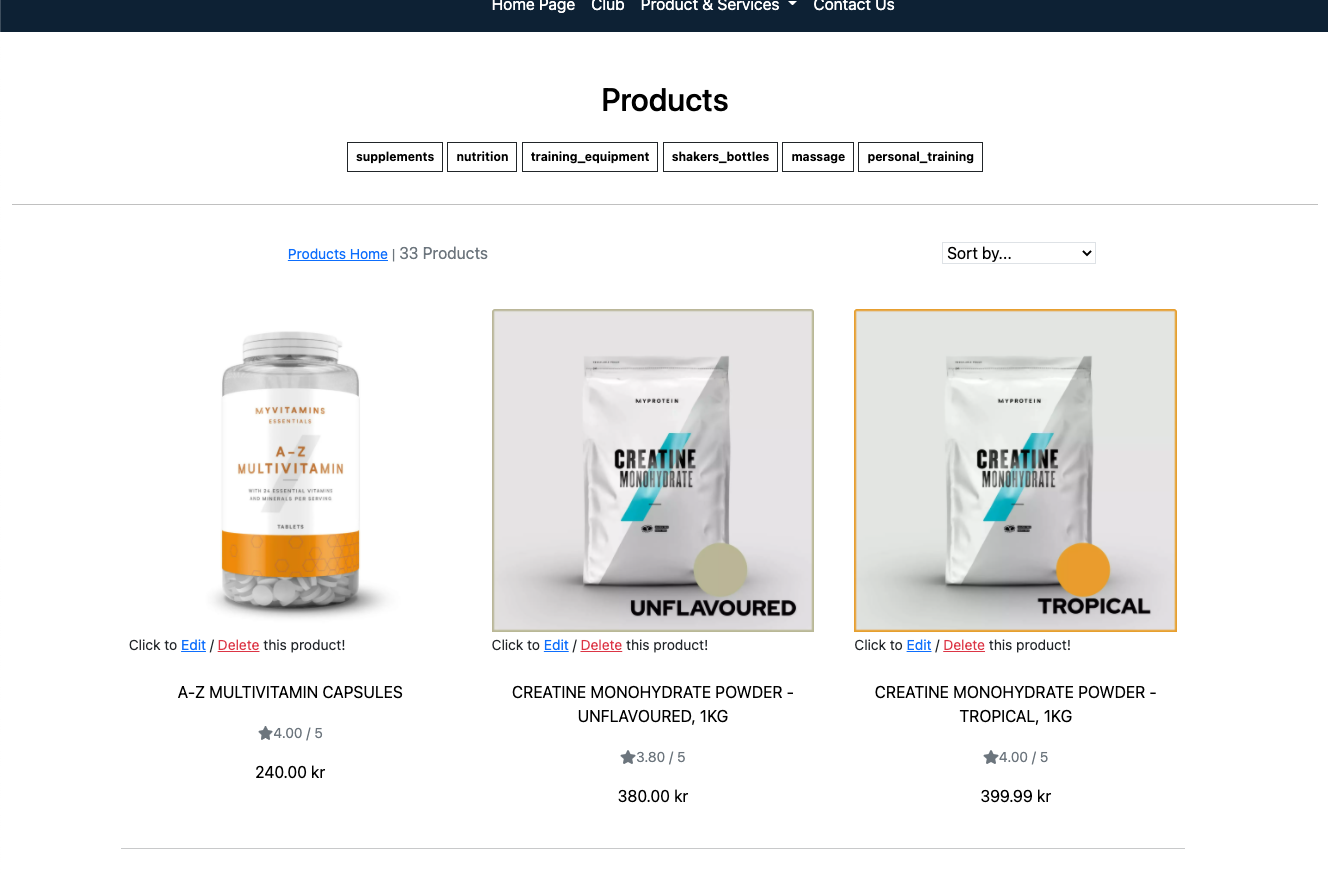 Home Page Club Product & Services Contact Us
Products
supplements nutrition training_equipment shakers_bottles massage personal_training
Products Home | 33 Products Sort by...
MYVITAMINS
ESSENTIALS
A-Z
MULTIVITAMIN
WITH 24 ESSENTIAL VITAMINS
AND MINERALS PER SERVING
TABLETS
MYPROTEIN
CREATINE
MONOHYDRATE
UNFLAVOURED
MYPROTEIN
CREATINE
MONOHYDRATE
TROPICAL
Click to Edit / Delete this product!
Click to Edit / Delete this product!
Click to Edit / Delete this product!
A-Z MULTIVITAMIN CAPSULES
4.00 / 5
240.00 kr
CREATINE MONOHYDRATE POWDER -
UNFLAVOURED, 1KG
3.80 / 5
380.00 kr
CREATINE MONOHYDRATE POWDER -
TROPICAL, 1KG
4.00 / 5
399.99 kr